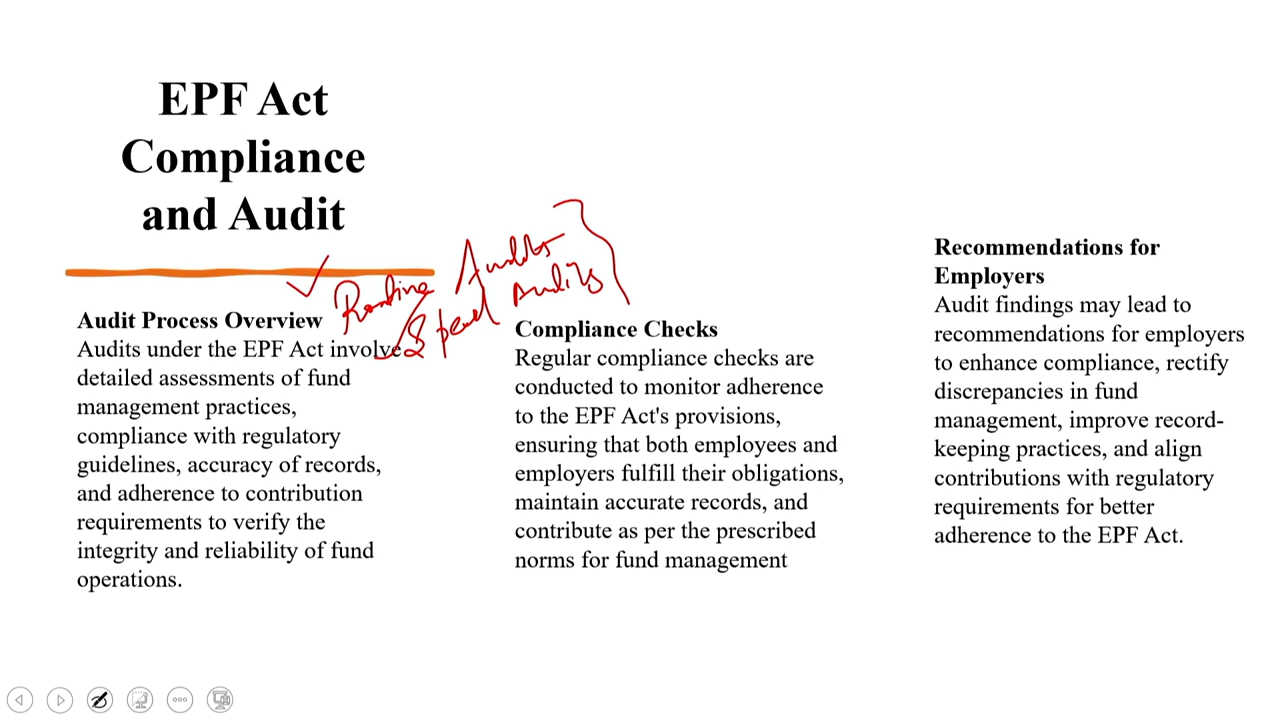 EPF Act
Compliance
and Audit
Routine Audits
Special Audits
Audit Process Overview
Audits under the EPF Act involve
detailed assessments of fund
management practices,
compliance with regulatory
guidelines, accuracy of records,
and adherence to contribution
requirements to verify the
integrity and reliability of fund
operations.
Compliance Checks
Regular compliance checks are
conducted to monitor adherence
to the EPF Act's provisions,
ensuring that both employees and
employers fulfill their obligations,
maintain accurate records, and
contribute as per the prescribed
norms for fund management
Recommendations for
Employers
Audit findings may lead to
recommendations for employers
to enhance compliance, rectify
discrepancies in fund
management, improve record-
keeping practices, and align
contributions with regulatory
requirements for better
adherence to the EPF Act.